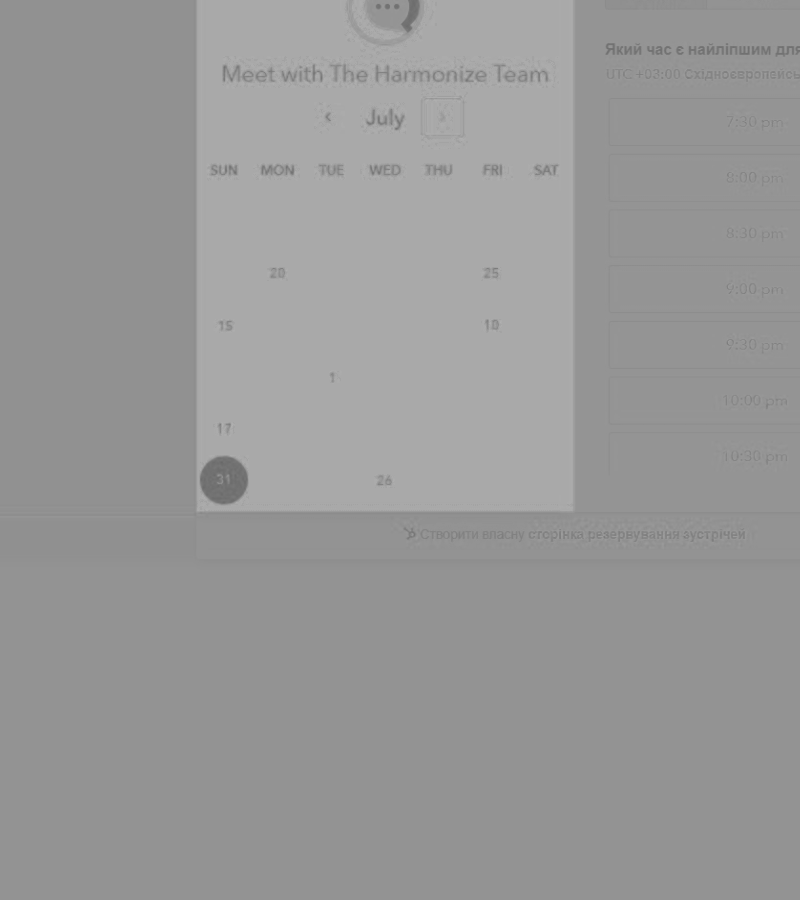 Meet with The Harmonize Team
‹ July ›
SUN MON TUE WED THU FRI SAT
20 25
15 10
1
17
31 26
Який час є найліпшим для
UTC +03:00 Східноєвропейсь
7:30 pm
8:00 pm
8:30 pm
9:00 pm
9:30 pm
10:00 pm
10:30 pm
Створити власну сторінка резервування зустрічей